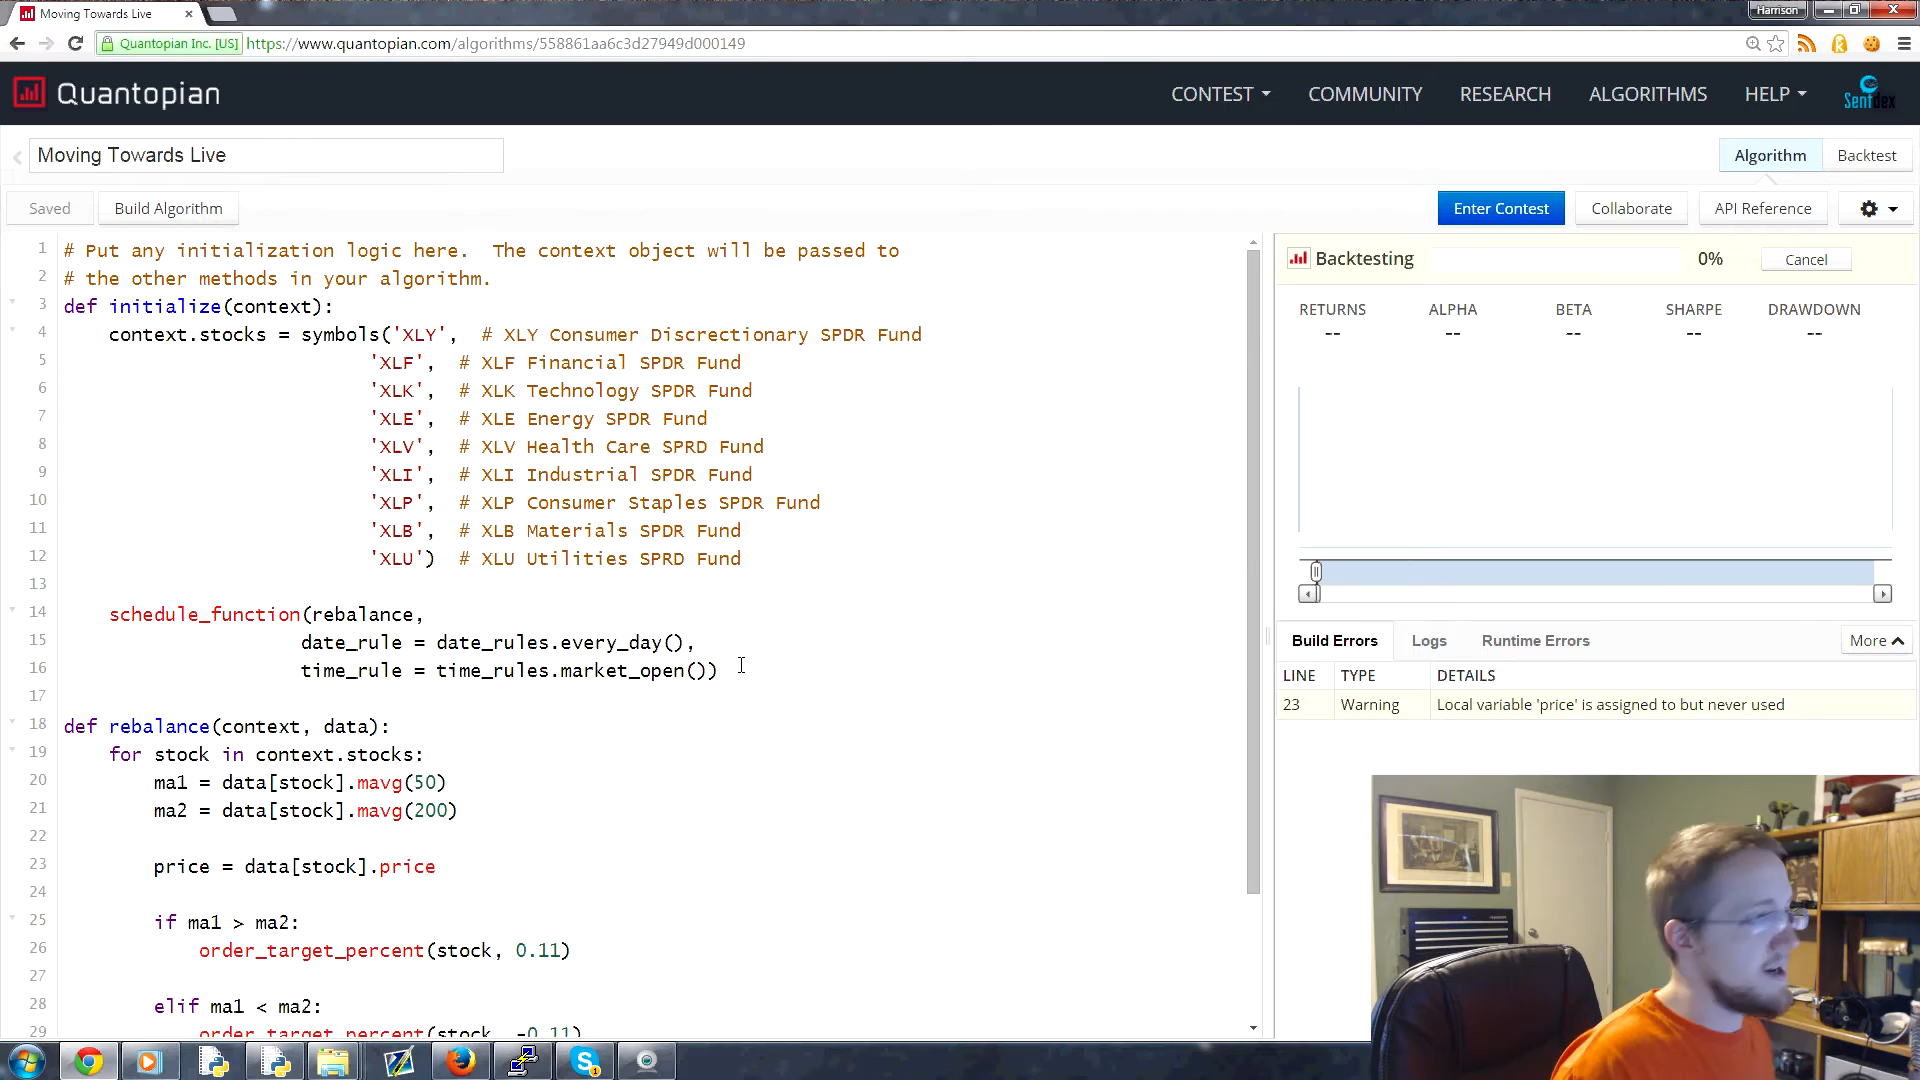 Moving Towards Live
Harrison
Quantopian Inc. [US]
https://www.quantopian.com/algorithms/558861aa6c3d27949d000149
Quantopian
CONTEST
COMMUNITY
RESEARCH
ALGORITHMS
HELP
Sentdex
Moving Towards Live
Algorithm
Backtest
Saved
Build Algorithm
Enter Contest
Collaborate
API Reference
1 # Put any initialization logic here.  The context object will be passed to
2 # the other methods in your algorithm.
3 def initialize(context):
4     context.stocks = symbols('XLY',  # XLY Consumer Discrectionary SPDR Fund
5                            'XLF',  # XLF Financial SPDR Fund
6                            'XLK',  # XLK Technology SPDR Fund
7                            'XLE',  # XLE Energy SPDR Fund
8                            'XLV',  # XLV Health Care SPRD Fund
9                            'XLI',  # XLI Industrial SPDR Fund
10                            'XLP',  # XLP Consumer Staples SPDR Fund
11                            'XLB',  # XLB Materials SPDR Fund
12                            'XLU')  # XLU Utilities SPRD Fund
13
14     schedule_function(rebalance,
15                      date_rule = date_rules.every_day(),
16                      time_rule = time_rules.market_open())
17
18 def rebalance(context, data):
19     for stock in context.stocks:
20         ma1 = data[stock].mavg(50)
21         ma2 = data[stock].mavg(200)
22
23         price = data[stock].price
24
25         if ma1 > ma2:
26             order_target_percent(stock, 0.11)
27
28         elif ma1 < ma2:
29             order_target_percent(stock, -0.11)
Backtesting
0%
Cancel
RETURNS ALPHA BETA SHARPE DRAWDOWN
-- -- -- -- --
Build Errors
Logs
Runtime Errors
More
LINE TYPE DETAILS
23 Warning Local variable 'price' is assigned to but never used